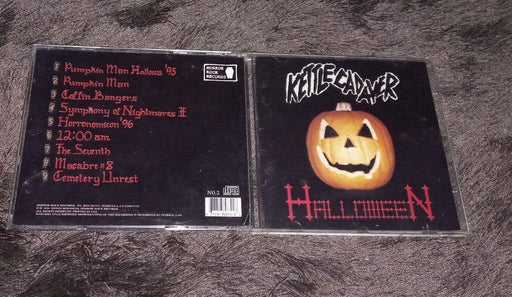 1 Pumpkin Man Hallows '95
2 Pumpkin Man
3 Coffin Bangers
4 Symphony of Nightmares II
5 Horronomicon '96
6 12:00 am.
7 The Seventh
8 Macabre #8
9 Cemetery Unrest
HORROR
ROCK
RECORDS
NO.2
KETTLE CADAVER
HALLOWEEN